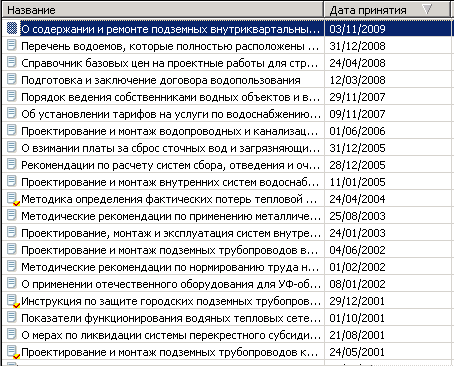 Название Дата принятия
О содержании и ремонте подземных внутриквартальны... 03/11/2009
Перечень водоемов, которые полностью расположены ... 31/12/2008
Справочник базовых цен на проектные работы для стр... 24/04/2008
Подготовка и заключение договора водопользования 12/03/2008
Порядок ведения собственниками водных объектов и в... 29/11/2007
Об установлении тарифов на услуги по водоснабжению... 09/11/2007
Проектирование и монтаж водопроводных и канализац... 01/06/2006
О взимании платы за сброс сточных вод и загрязняющи... 31/12/2005
Рекомендации по расчету систем сбора, отведения и оч... 28/12/2005
Проектирование и монтаж внутренних систем водоснаб... 11/01/2005
Методика определения фактических потерь тепловой ... 24/04/2004
Методические рекомендации по применению металличе... 25/08/2003
Проектирование, монтаж и эксплуатация систем внутре... 24/01/2003
Проектирование и монтаж подземных трубопроводов в... 04/06/2002
Методические рекомендации по нормированию труда н... 01/02/2002
О применении отечественного оборудования для УФ-об... 08/01/2002
Инструкция по защите городских подземных трубопров... 29/12/2001
Показатели функционирования водяных тепловых сете... 01/10/2001
О мерах по ликвидации системы перекрестного субсиди... 21/08/2001
Проектирование и монтаж подземных трубопроводов к... 24/05/2001